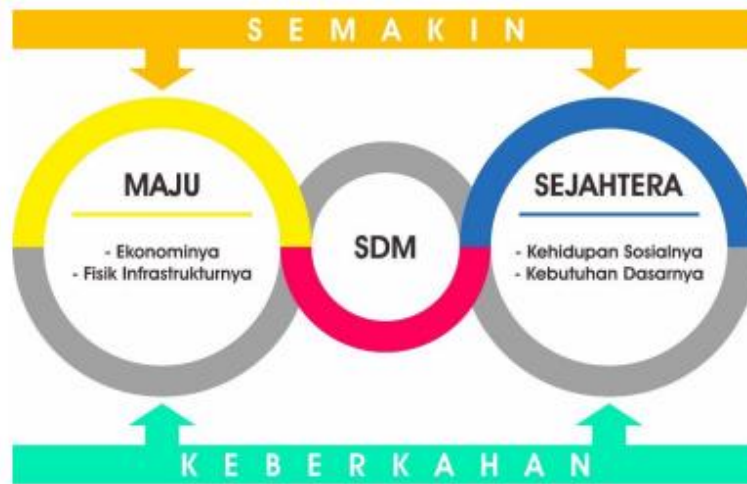 SEMAKIN
MAJU
- Ekonominya
- Fisik Infrastrukturnya
SDM
SEJAHTERA
- Kehidupan Sosialnya
- Kebutuhan Dasarnya
KEBERKAHAN